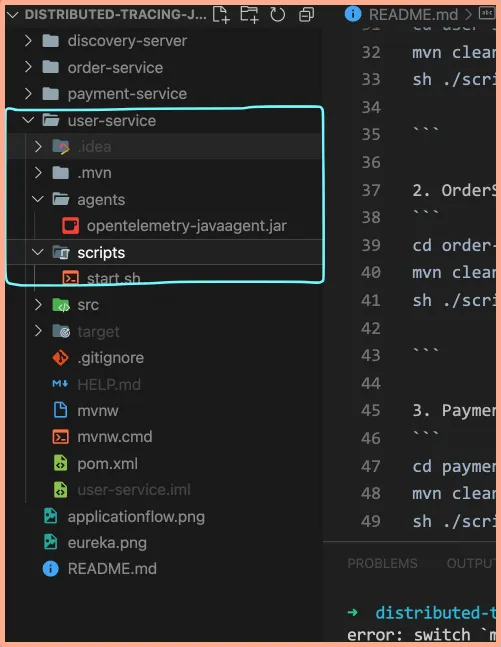 DISTRIBUTED-TRACING-J...
discovery-server
order-service
payment-service
user-service
.idea
.mvn
agents
opentelemetry-javaagent.jar
scripts
start.sh
src
target
.gitignore
HELP.md
mvnw
mvnw.cmd
pom.xml
user-service.iml
applicationflow.png
eureka.png
README.md
README.md >
32 mvn clean
33 sh ./scri
34
35 ```
36
37 2. OrderS
38 ```
39 cd order-
40 mvn clean
41 sh ./scri
42
43 ```
44
45 3. Paymen
46 ```
47 cd paymen
48 mvn clean
49 sh ./scri
PROBLEMS OUTPU
→ distributed-t
error: switch `m